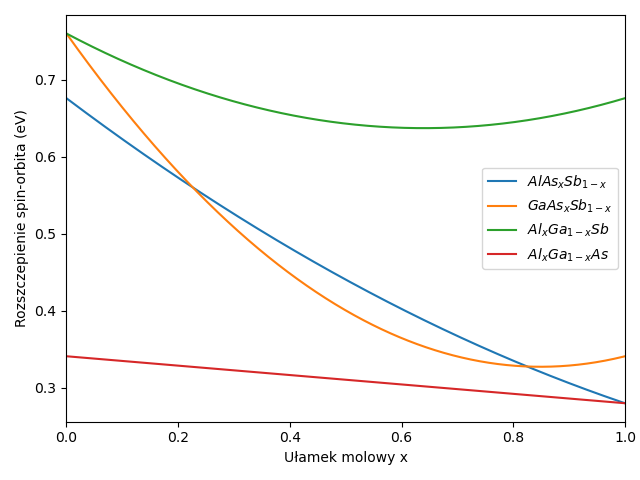 0.7
0.6
0.5
0.4
0.3
Rozszczepienie spin-orbita (eV)
AlAsₓSb₁₋ₓ
GaAsₓSb₁₋ₓ
AlₓGa₁₋ₓSb
AlₓGa₁₋ₓAs
0.0 0.2 0.4 0.6 0.8 1.0
Ułamek molowy x